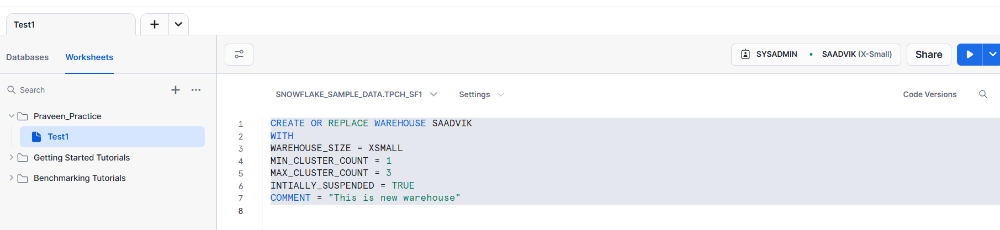 Test1
Databases Worksheets
SYSADMIN • SAADVIK (X-Small) Share
Search
SNOWFLAKE_SAMPLE_DATA.TPCH_SF1 Settings Code Versions
Praveen_Practice
Test1
Getting Started Tutorials
Benchmarking Tutorials
1 CREATE OR REPLACE WAREHOUSE SAADVIK
2 WITH
3 WAREHOUSE_SIZE = XSMALL
4 MIN_CLUSTER_COUNT = 1
5 MAX_CLUSTER_COUNT = 3
6 INTIALLY_SUSPENDED = TRUE
7 COMMENT = "This is new warehouse"
8